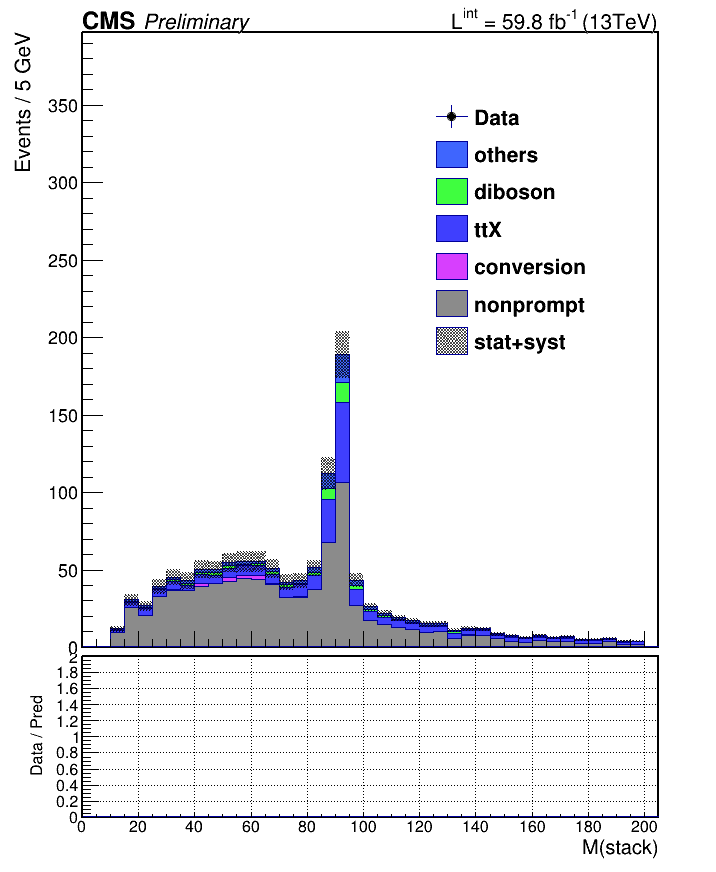 CMS Preliminary
L^int = 59.8 fb^-1 (13TeV)
Events / 5 GeV
350
300
250
200
150
100
50
0
Data
others
diboson
ttX
conversion
nonprompt
stat+syst
Data / Pred
2
1.8
1.6
1.4
1.2
1
0.8
0.6
0.4
0.2
0
0 20 40 60 80 100 120 140 160 180 200
M(stack)